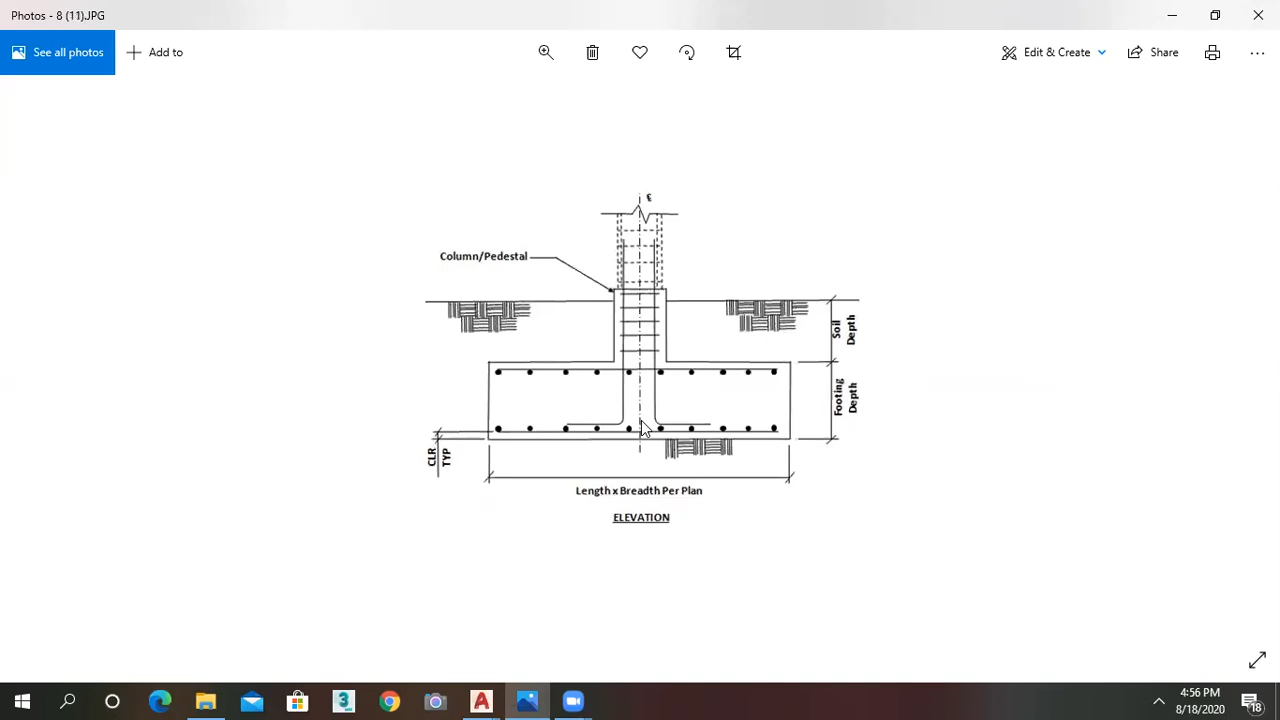 Photos - 8 (11).JPG
See all photos
Add to
Edit & Create
Share
℄
Column/Pedestal
Soil
Depth
Footing
Depth
CLR
TYP
Length x Breadth Per Plan
ELEVATION
4:56 PM
8/18/2020
18